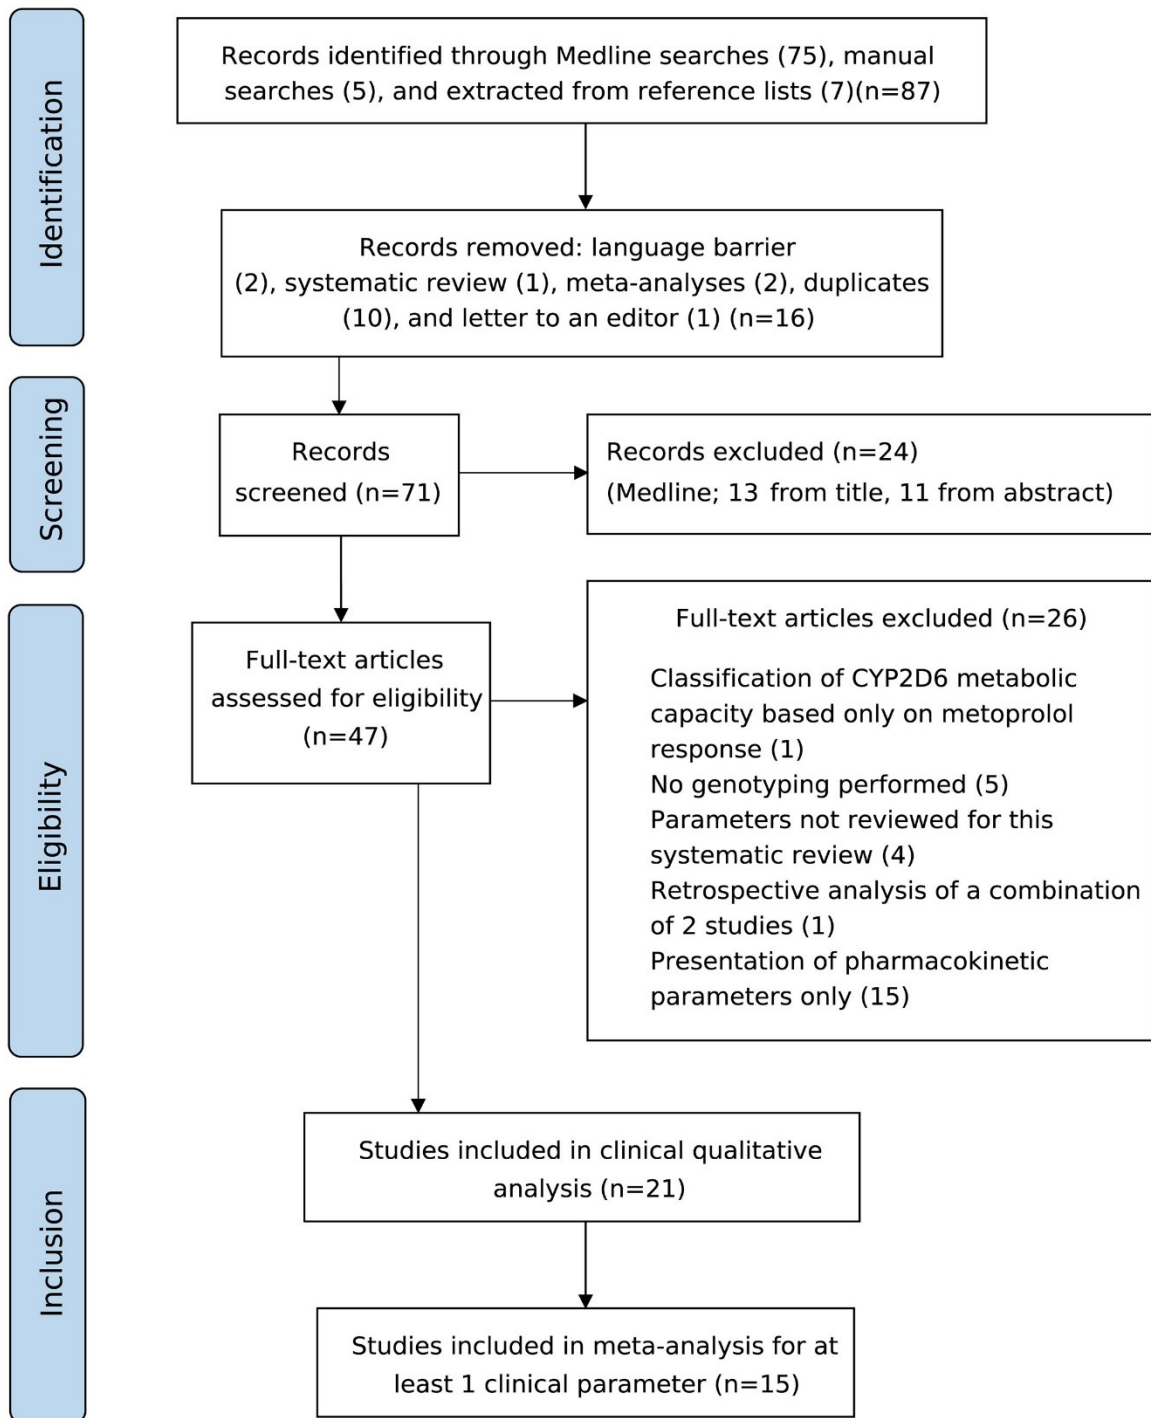 Identification
Records identified through Medline searches (75), manual
searches (5), and extracted from reference lists (7)(n=87)
Records removed: language barrier
(2), systematic review (1), meta-analyses (2), duplicates
(10), and letter to an editor (1) (n=16)
Screening
Records
screened (n=71)
Records excluded (n=24)
(Medline; 13 from title, 11 from abstract)
Eligibility
Full-text articles
assessed for eligibility
(n=47)
Full-text articles excluded (n=26)
Classification of CYP2D6 metabolic
capacity based only on metoprolol
response (1)
No genotyping performed (5)
Parameters not reviewed for this
systematic review (4)
Retrospective analysis of a combination
of 2 studies (1)
Presentation of pharmacokinetic
parameters only (15)
Inclusion
Studies included in clinical qualitative
analysis (n=21)
Studies included in meta-analysis for at
least 1 clinical parameter (n=15)